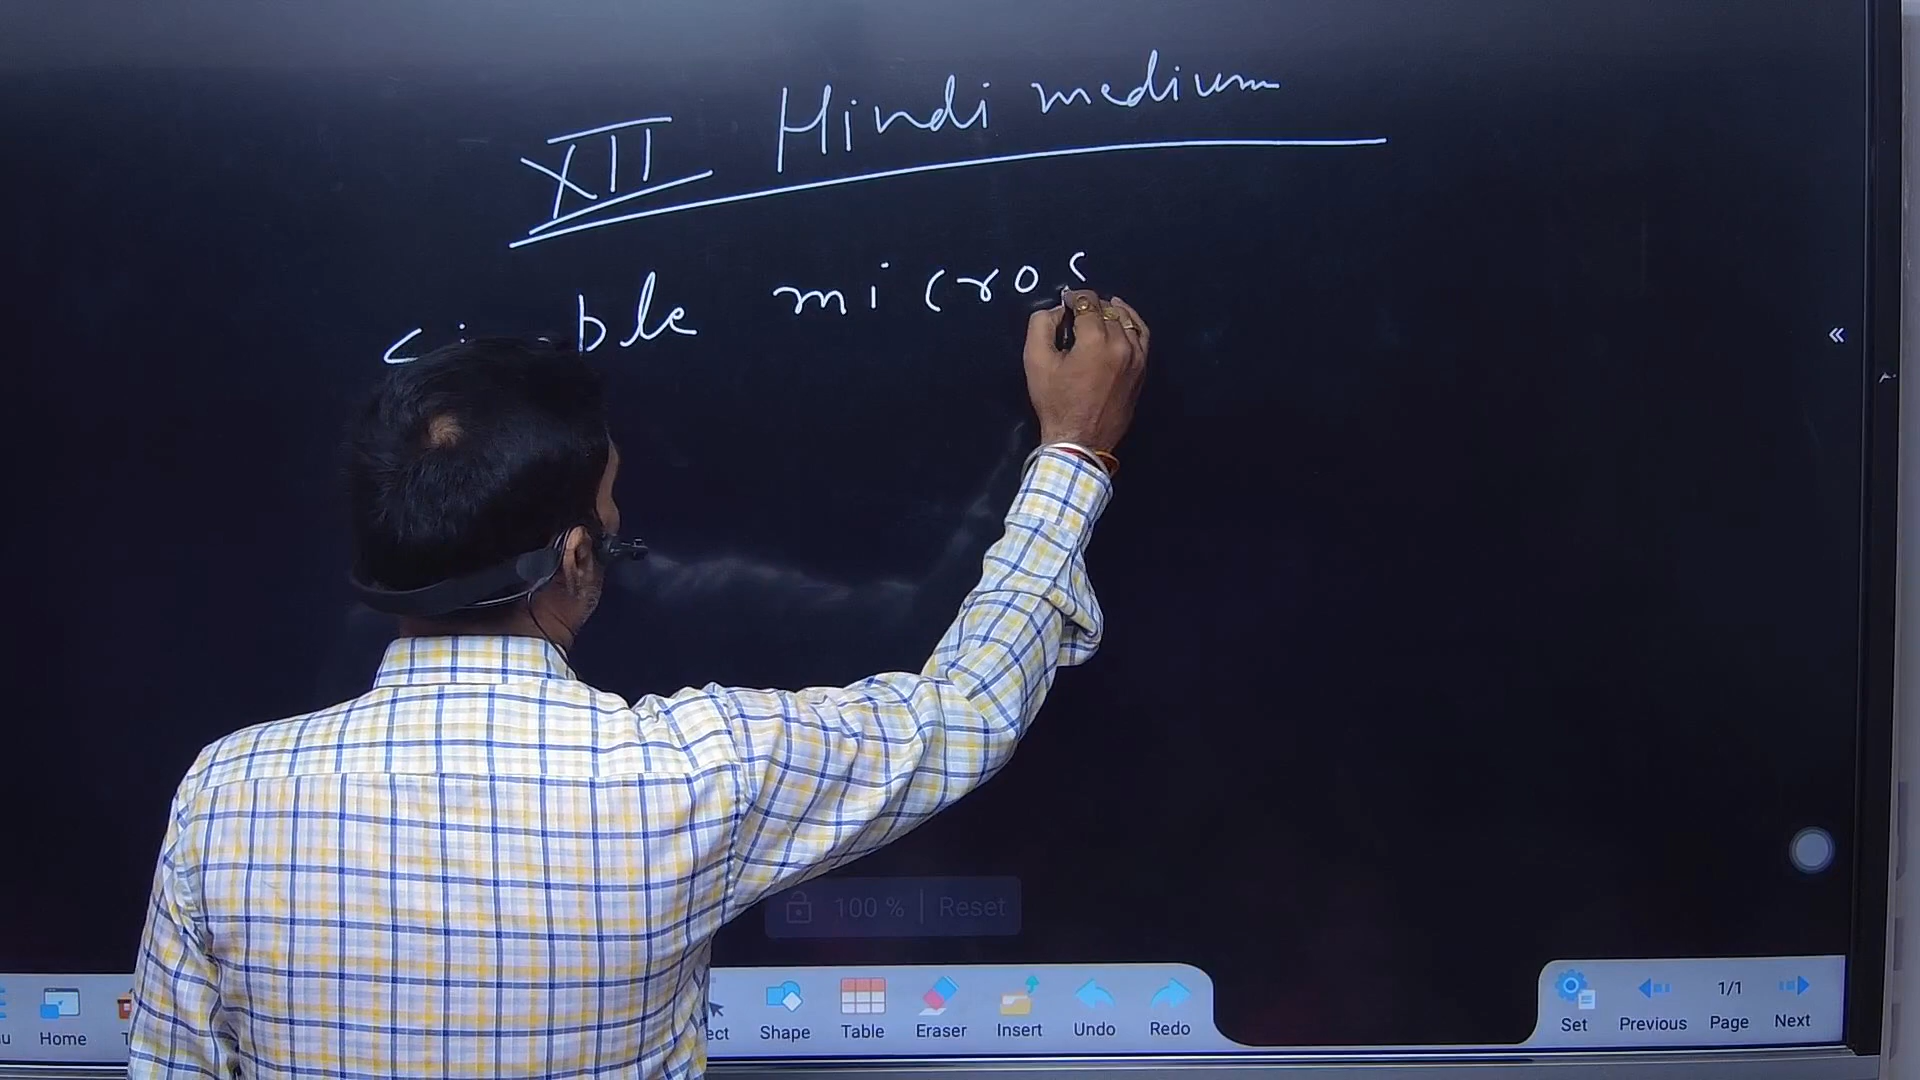 XII Hindi medium
micros
100 % | Reset
Home Shape Table Eraser Insert Undo Redo Set Previous 1/1 Page Next